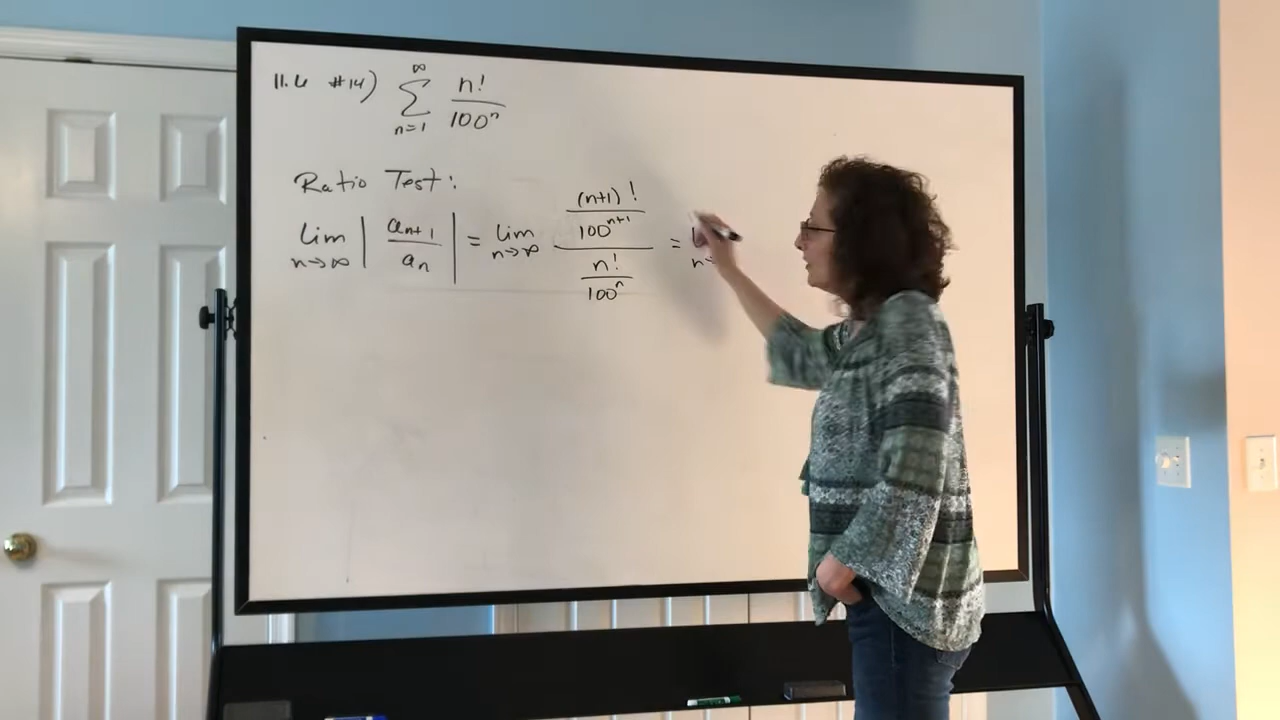 11.6 #14) ∞ ∑ n=1 n! / 100ⁿ
Ratio Test:
lim n→∞ | aₙ₊₁ / aₙ | = lim n→∞ ((n+1)! / 100ⁿ⁺¹) / (n! / 100ⁿ) = n→